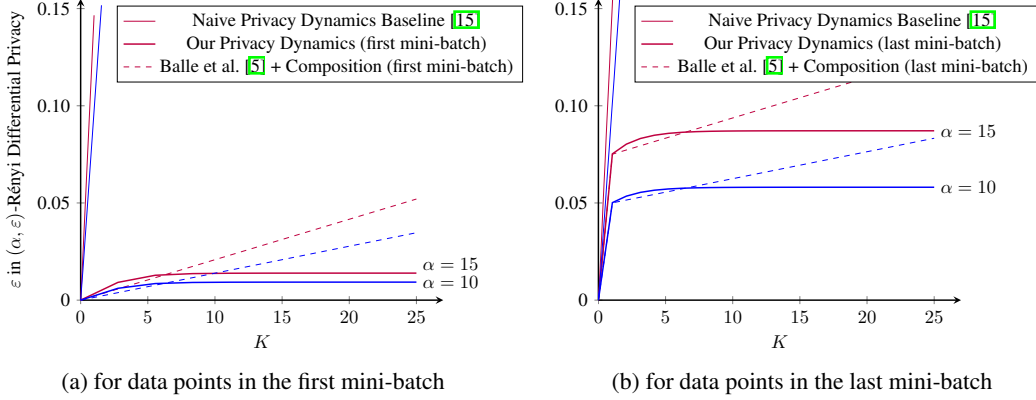 Naive Privacy Dynamics Baseline [15
Our Privacy Dynamics (first mini-batch)
Balle et al. [5] + Composition (first mini-batch)
0.15
0.10
0.05
0
ε in (α, ε)-Rényi Differential Privacy
α = 15
α = 10
0 5 10 15 20 25
K
(a) for data points in the first mini-batch
Naive Privacy Dynamics Baseline [15
Our Privacy Dynamics (last mini-batch)
Balle et al. [5] + Composition (last mini-batch)
0.15
0.10
0.05
0
α = 15
α = 10
0 5 10 15 20 25
K
(b) for data points in the last mini-batch